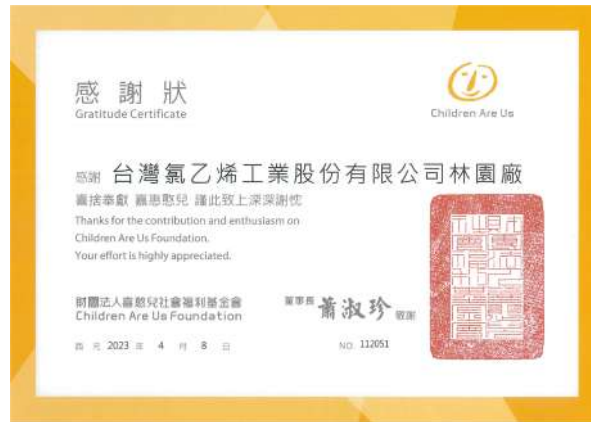 感謝狀
Gratitude Certificate
Children Are Us
感謝 台灣氯乙烯工業股份有限公司林園廠
喜捨奉獻 嘉惠憨兒 謹此致上深深謝忱
Thanks for the contribution and enthusiasm on
Children Are Us Foundation.
Your effort is highly appreciated.
財團法人喜憨兒社會福利基金會
Children Are Us Foundation
董事長 蕭淑珍 敬謝
西元 2023 年 4 月 8 日
NO. 112051